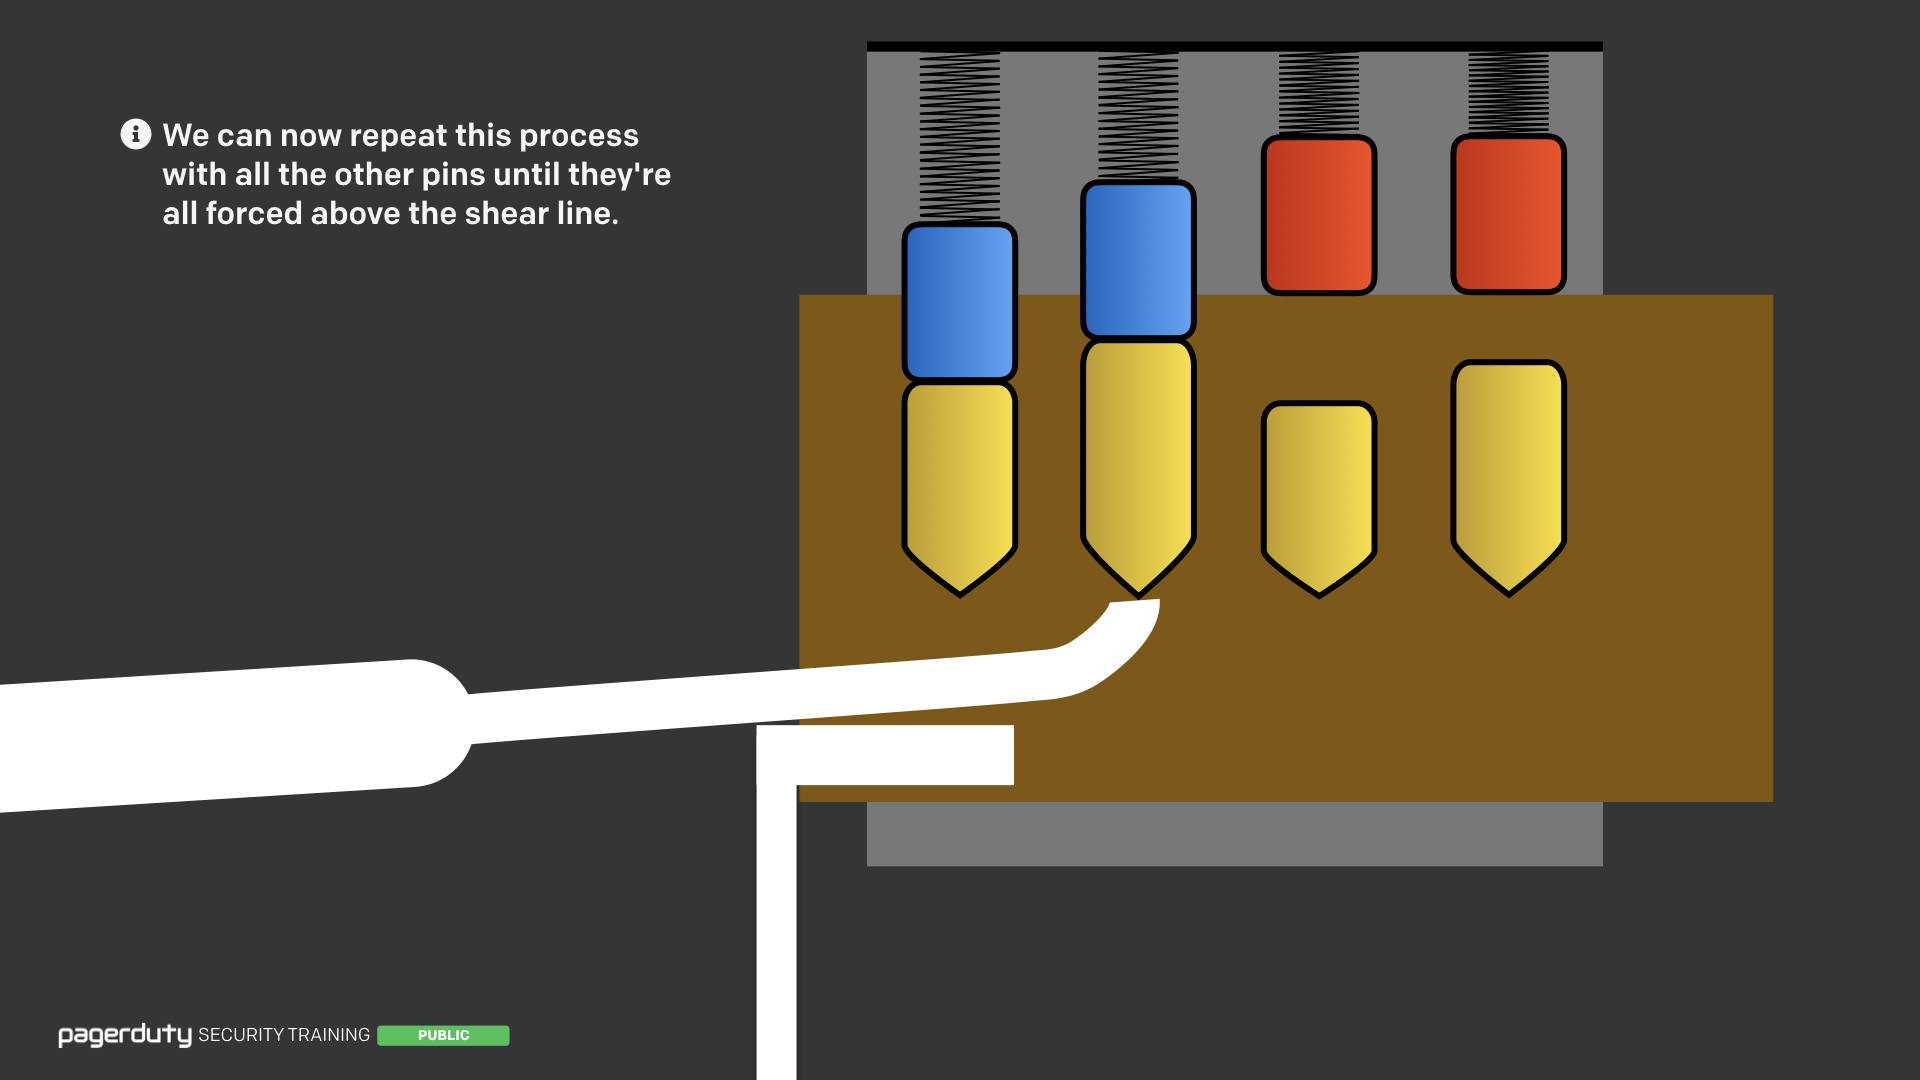 We can now repeat this process
with all the other pins until they're
all forced above the shear line.
pagerduty SECURITY TRAINING PUBLIC